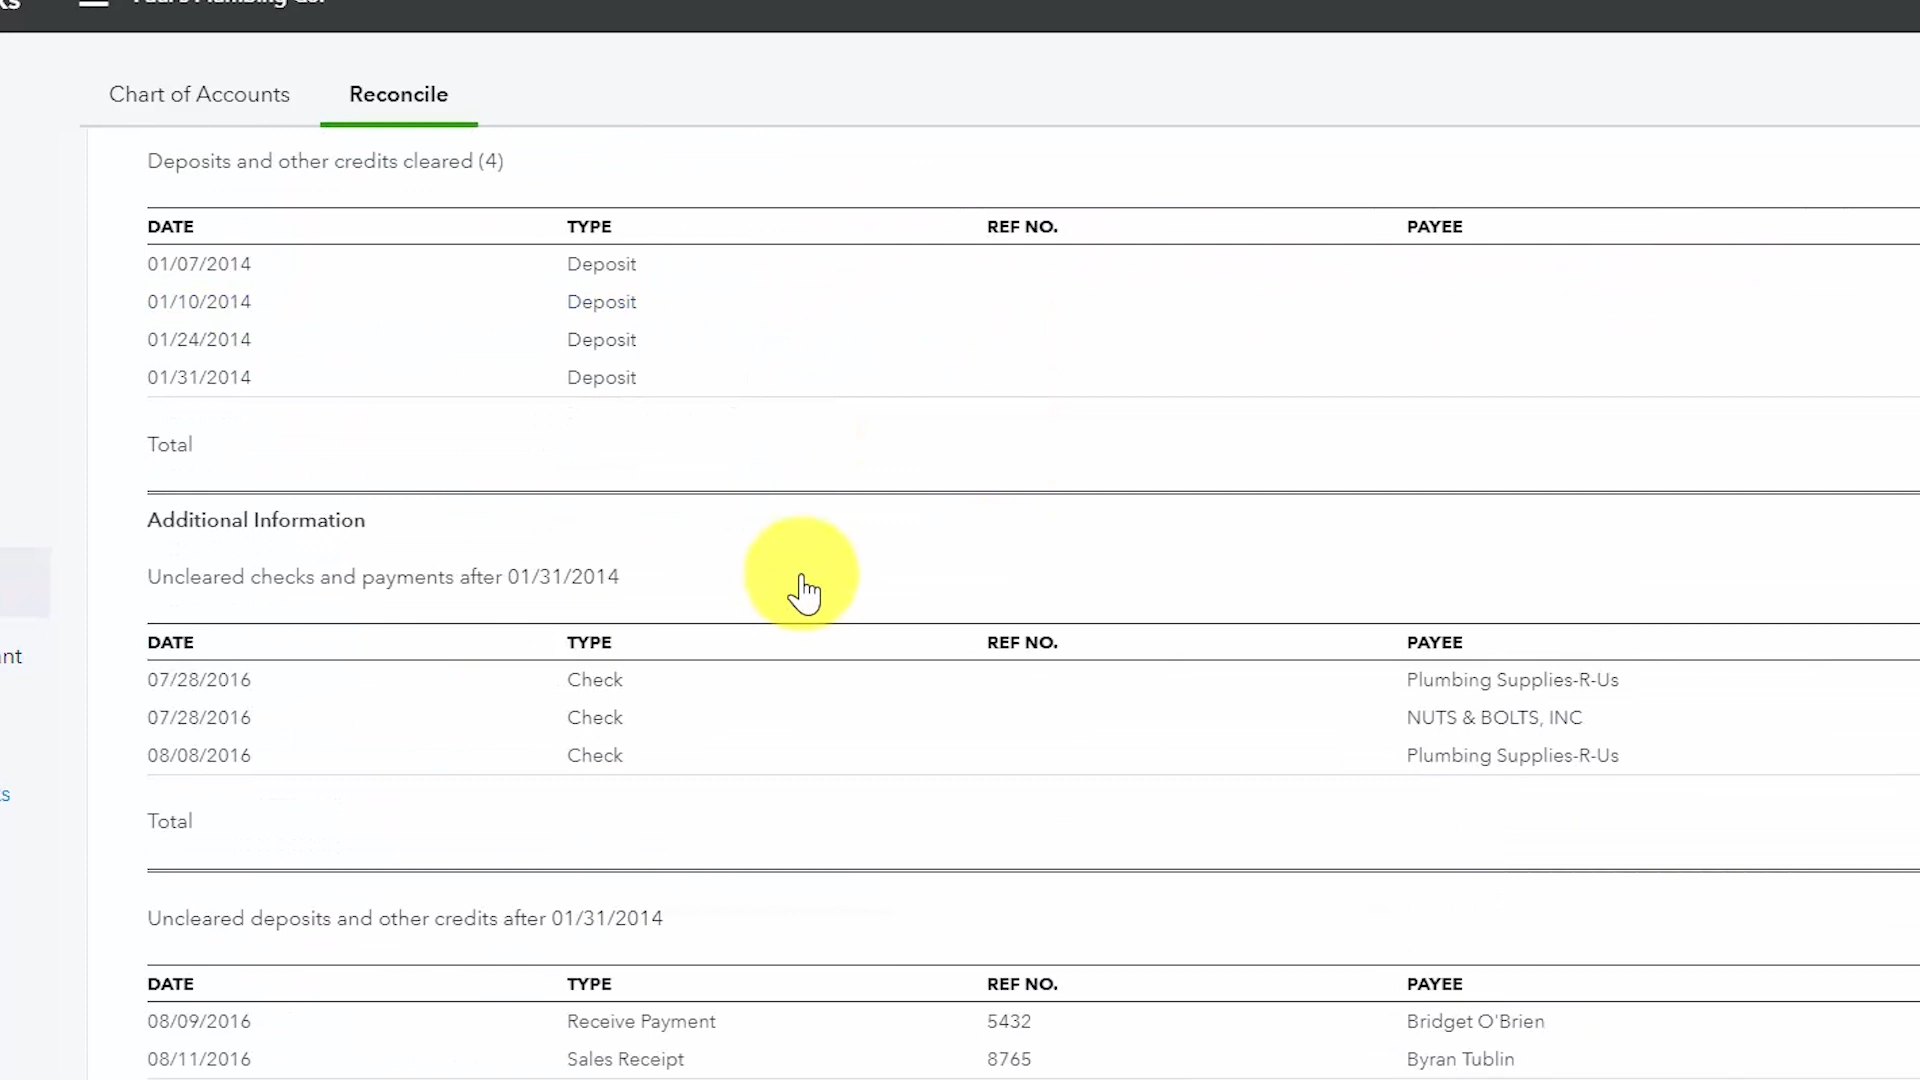 Chart of Accounts Reconcile
Deposits and other credits cleared (4)
DATE TYPE REF NO. PAYEE
01/07/2014 Deposit
01/10/2014 Deposit
01/24/2014 Deposit
01/31/2014 Deposit
Total
Additional Information
Uncleared checks and payments after 01/31/2014
DATE TYPE REF NO. PAYEE
07/28/2016 Check Plumbing Supplies-R-Us
07/28/2016 Check NUTS & BOLTS, INC
08/08/2016 Check Plumbing Supplies-R-Us
Total
Uncleared deposits and other credits after 01/31/2014
DATE TYPE REF NO. PAYEE
08/09/2016 Receive Payment 5432 Bridget O'Brien
08/11/2016 Sales Receipt 8765 Byran Tublin